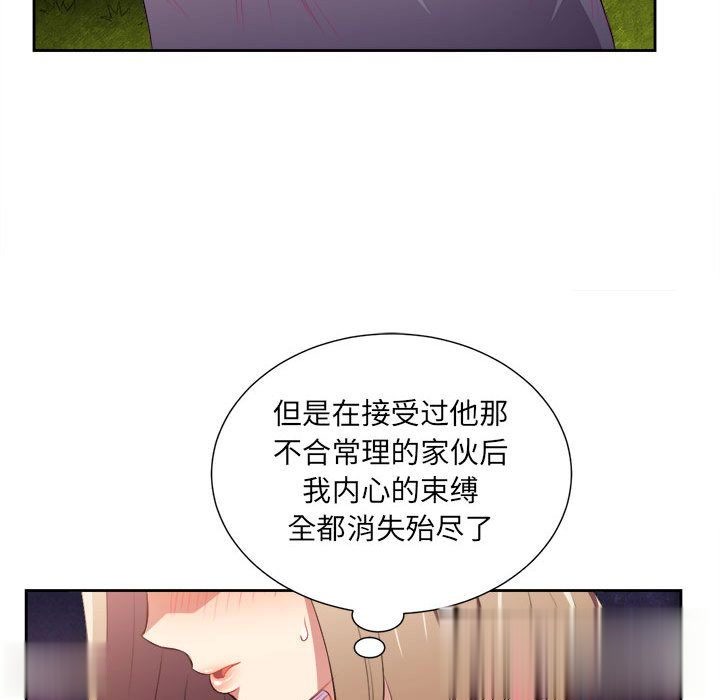 但是在接受过他那
不合常理的家伙后
我内心的束缚
全都消失殆尽了